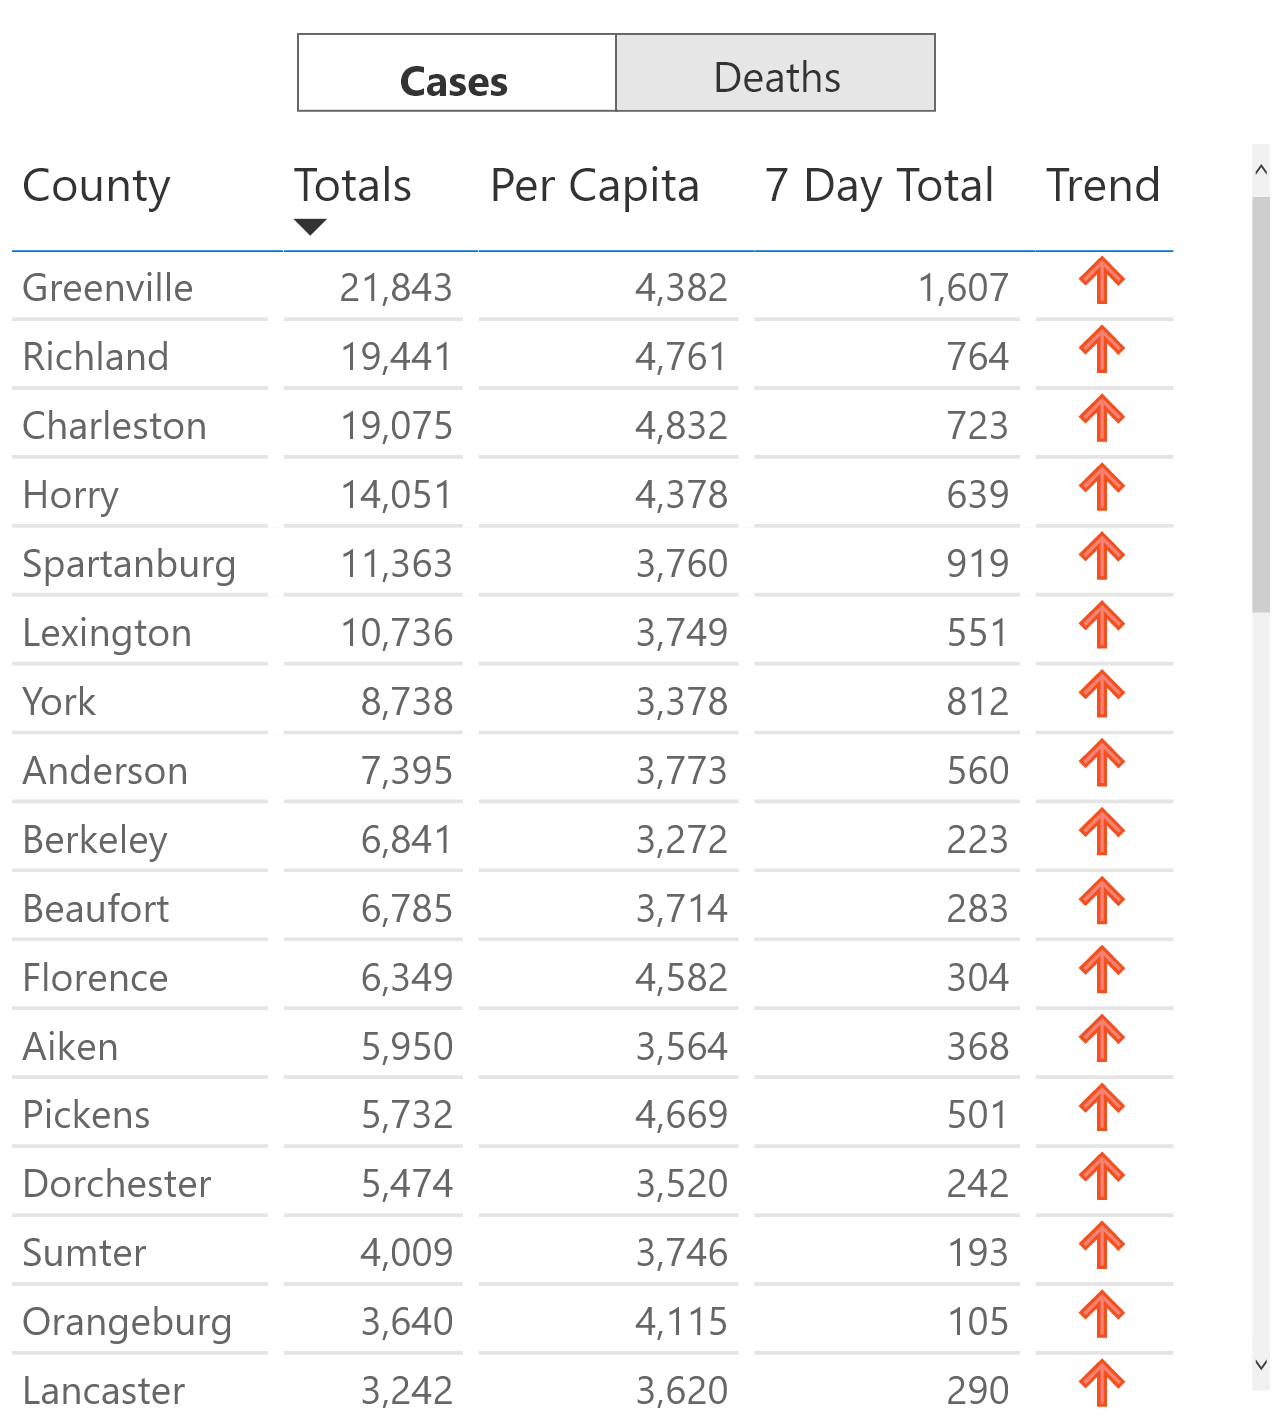 Cases Deaths
County Totals Per Capita 7 Day Total Trend
Greenville 21,843 4,382 1,607
Richland 19,441 4,761 764
Charleston 19,075 4,832 723
Horry 14,051 4,378 639
Spartanburg 11,363 3,760 919
Lexington 10,736 3,749 551
York 8,738 3,378 812
Anderson 7,395 3,773 560
Berkeley 6,841 3,272 223
Beaufort 6,785 3,714 283
Florence 6,349 4,582 304
Aiken 5,950 3,564 368
Pickens 5,732 4,669 501
Dorchester 5,474 3,520 242
Sumter 4,009 3,746 193
Orangeburg 3,640 4,115 105
Lancaster 3,242 3,620 290